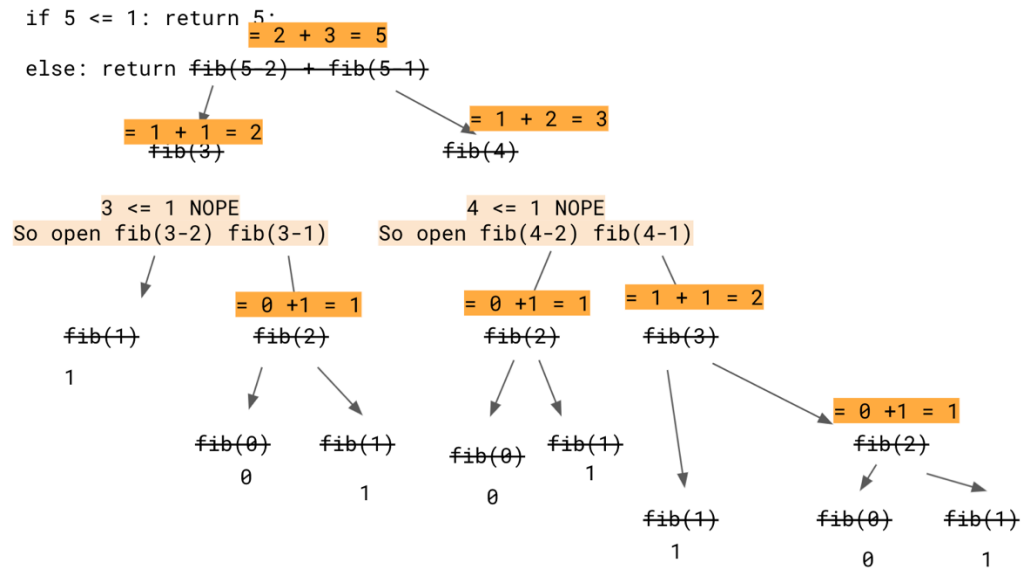 if 5 <= 1: return 5:
= 2 + 3 = 5
else: return fib(5-2) + fib(5-1)
= 1 + 1 = 2
fib(3)
= 1 + 2 = 3
fib(4)
3 <= 1 NOPE
So open fib(3-2) fib(3-1)
4 <= 1 NOPE
So open fib(4-2) fib(4-1)
fib(1)
1
= 0 +1 = 1
fib(2)
= 0 +1 = 1
fib(2)
= 1 + 1 = 2
fib(3)
fib(0)
0
fib(1)
1
fib(0)
0
fib(1)
1
fib(1)
1
= 0 +1 = 1
fib(2)
fib(0)
0
fib(1)
1